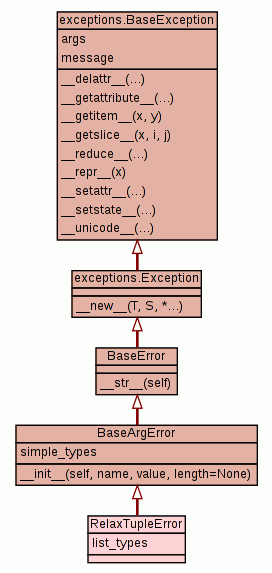 exceptions.BaseException
args
message
__delattr__(...)
__getattribute__(...)
__getitem__(x, y)
__getslice__(x, i, j)
__reduce__(...)
__repr__(x)
__setattr__(...)
__setstate__(...)
__unicode__(...)
exceptions.Exception
__new__(T, S, *...)
BaseError
__str__(self)
BaseArgError
simple_types
__init__(self, name, value, length=None)
RelaxTupleError
list_types